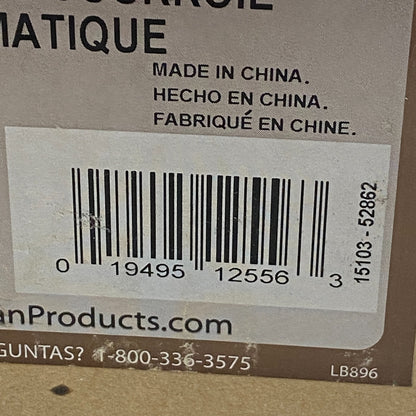 MATIQUE
MADE IN CHINA.
HECHO EN CHINA.
FABRIQUÉ EN CHINE.
0 19495 12556 3
15103 - 52862
anProducts.com
GUNTAS? 1-800-336-3575
LB896